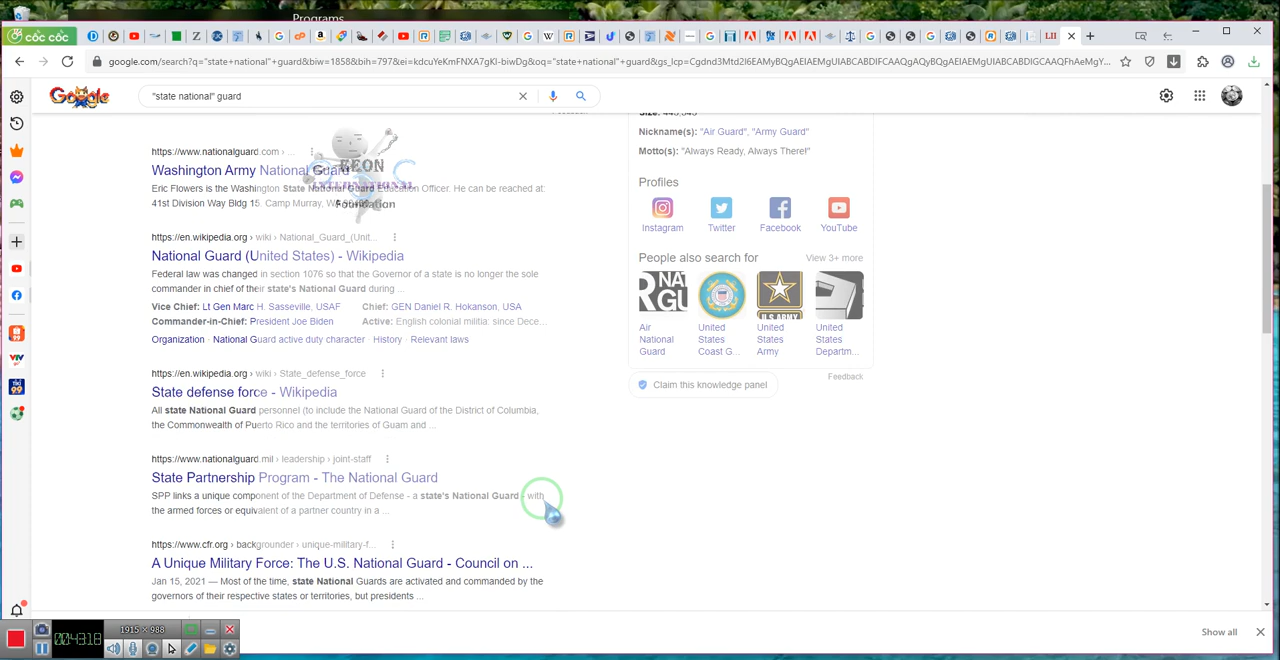 Programs
cốc cốc
google.com/search?q="state+national"+guard&biw=1858&bih=797&ei=kdcuYeKmFNXA7gKI-biwDg&oq="state+national"+guard&gs_lcp=Cgdnd3Mtd2l6EAMyBQgAEIAEMgUIABCABDIFCAAQgAQyBQgAEIAEMgUIABCABDIGCAAQFhAeMgY...
Google
"state national" guard
https://www.nationalguard.com › ...
Washington Army National Guard
Eric Flowers is the Washington State National Guard Education Officer. He can be reached at:
41st Division Way Bldg 15. Camp Murray, WA
EON
INTERNATIONAL
Foundation
https://en.wikipedia.org › wiki › National_Guard_(Unit...
National Guard (United States) - Wikipedia
Federal law was changed in section 1076 so that the Governor of a state is no longer the sole
commander in chief of their state's National Guard during ...
Vice Chief: Lt Gen Marc H. Sasseville, USAF Chief: GEN Daniel R. Hokanson, USA
Commander-in-Chief: President Joe Biden Active: English colonial militia: since Dece...
Organization · National Guard active duty character · History · Relevant laws
https://en.wikipedia.org › wiki › State_defense_force
State defense force - Wikipedia
All state National Guard personnel (to include the National Guard of the District of Columbia,
the Commonwealth of Puerto Rico and the territories of Guam and ...
https://www.nationalguard.mil › leadership › joint-staff
State Partnership Program - The National Guard
SPP links a unique component of the Department of Defense - a state's National Guard - with
the armed forces or equivalent of a partner country in a ...
https://www.cfr.org › backgrounder › unique-military-f...
A Unique Military Force: The U.S. National Guard - Council on ...
Jan 15, 2021 — Most of the time, state National Guards are activated and commanded by the
governors of their respective states or territories, but presidents ...
Nickname(s): "Air Guard", "Army Guard"
Motto(s): "Always Ready, Always There!"
Profiles
Instagram Twitter Facebook YouTube
People also search for View 3+ more
Air National Guard
United States Coast G...
United States Army
United States Departm...
Claim this knowledge panel
Feedback
1915 × 988
Show all